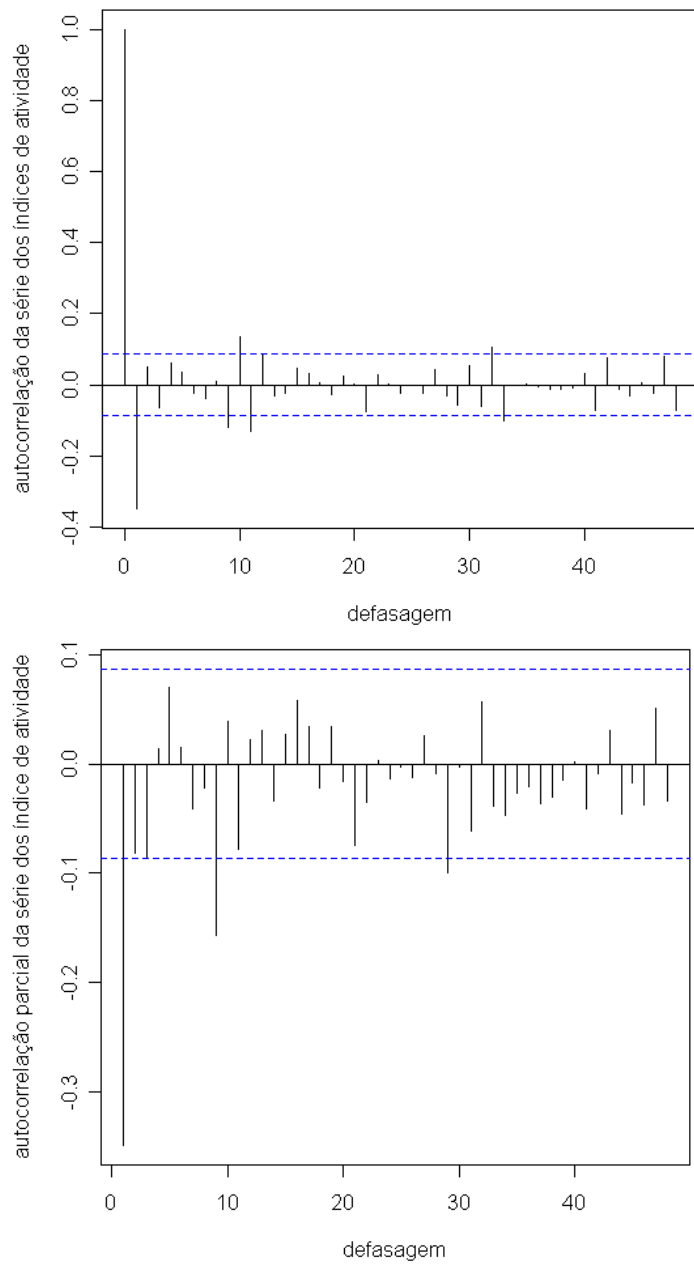 autocorrelação da série dos índices de atividade
1.0
0.8
0.6
0.4
0.2
0.0
-0.2
-0.4
0 10 20 30 40
defasagem
autocorrelação parcial da série dos índice de atividade
0.1
0.0
-0.1
-0.2
-0.3
0 10 20 30 40
defasagem